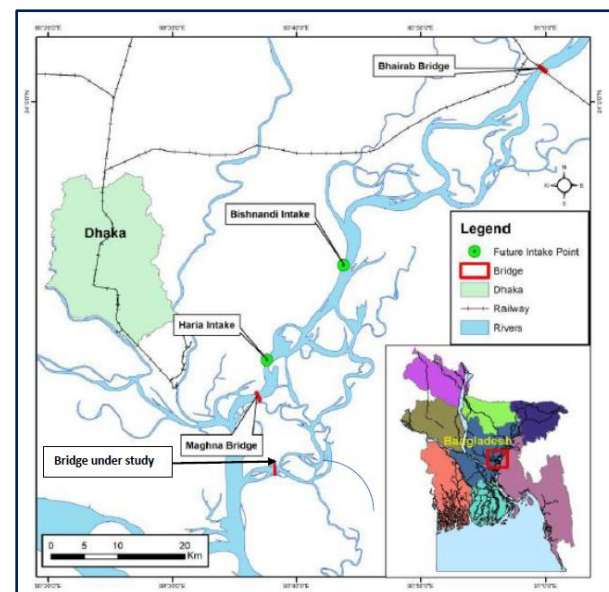 Bhairab Bridge
N
W E
S
Bishnandi Intake
Dhaka
Legend
Future Intake Point
Bridge
Dhaka
Railway
Rivers
Haria Intake
Maghna Bridge
Bridge under study
Bangladesh
0 5 10 20
Km